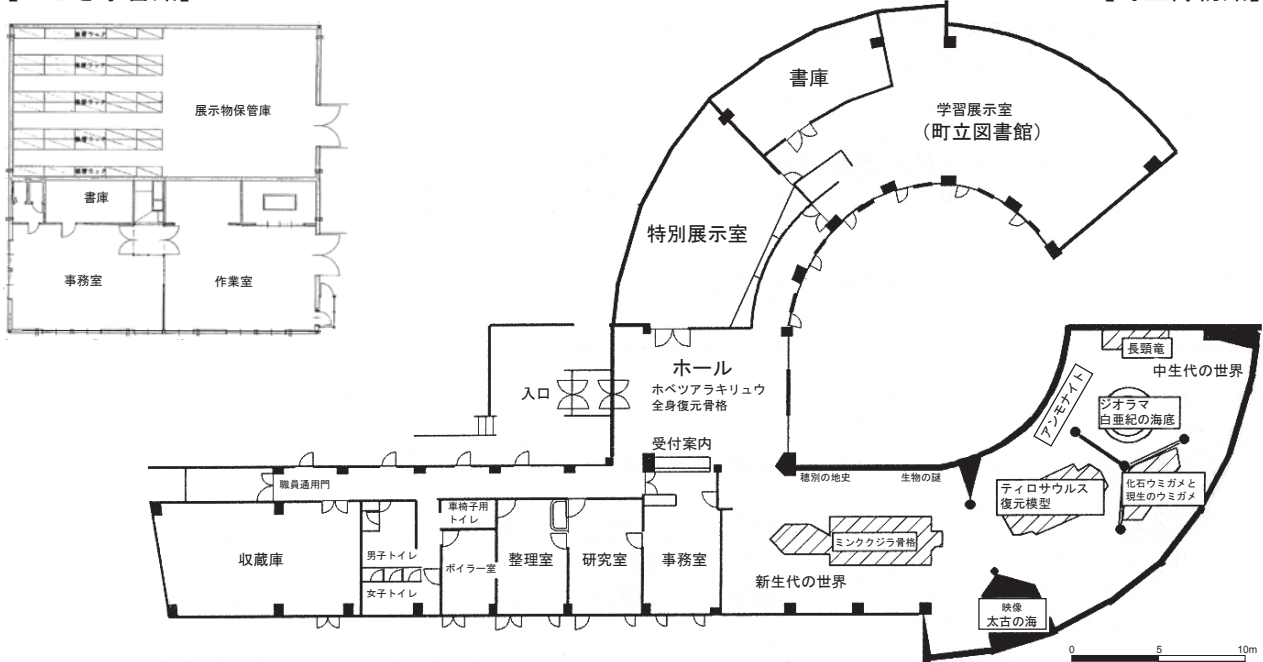 展示物保管庫
書庫
事務室
作業室
書庫
学習展示室
（町立図書館）
特別展示室
ホール
ホベツアラキリュウ
全身復元骨格
入口
受付案内
長頸竜
中生代の世界
アンモナイト
ジオラマ
白亜紀の海底
穂別の地史
生物の謎
ティロサウルス
復元模型
化石ウミガメと
現生のウミガメ
職員通用門
車椅子用
トイレ
収蔵庫
男子トイレ
女子トイレ
ボイラー室
整理室
研究室
事務室
ミンククジラ骨格
新生代の世界
映像
太古の海
0 5 10m